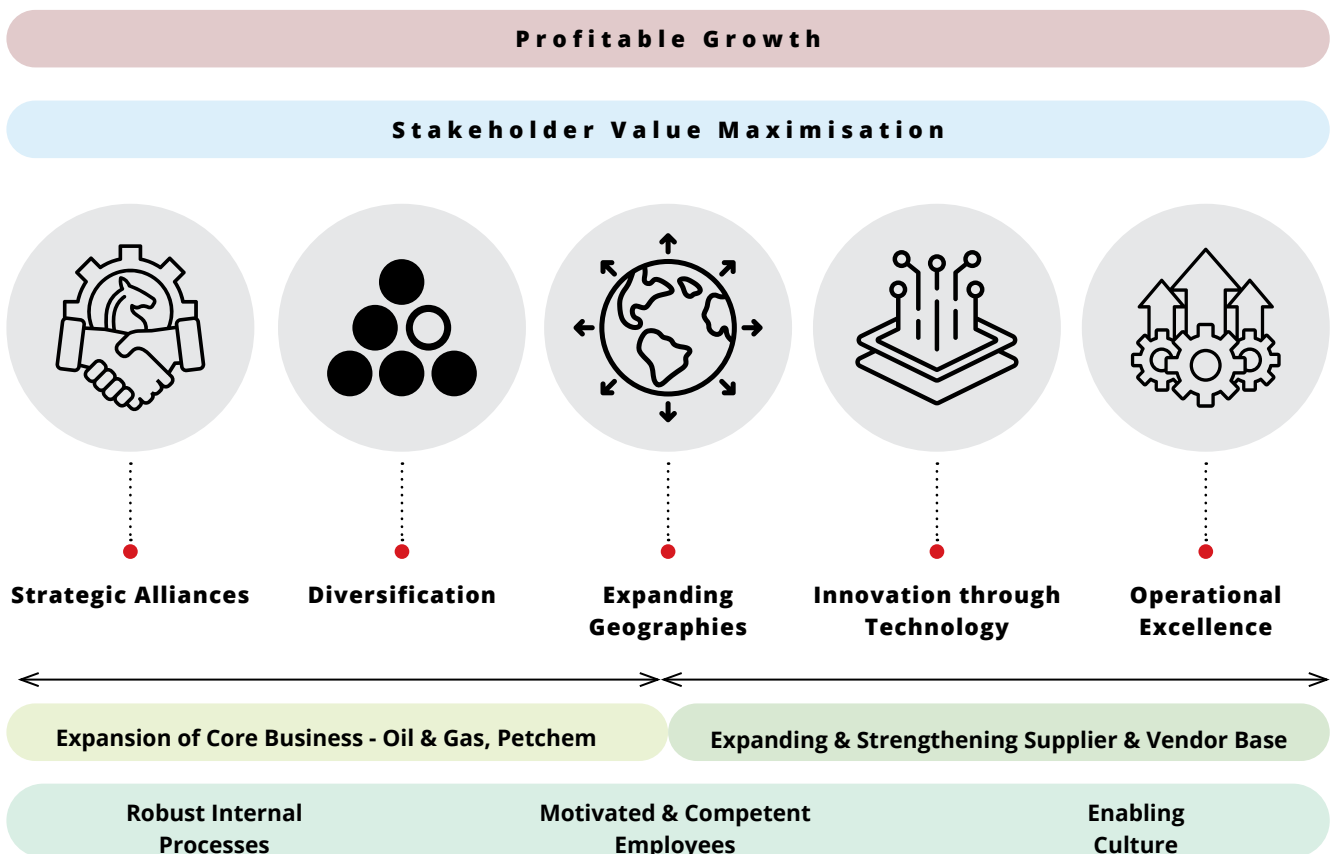 Profitable Growth
Stakeholder Value Maximisation
Strategic Alliances
Diversification
Expanding
Geographies
Innovation through
Technology
Operational
Excellence
Expansion of Core Business - Oil & Gas, Petchem
Expanding & Strengthening Supplier & Vendor Base
Robust Internal
Processes
Motivated & Competent
Employees
Enabling
Culture